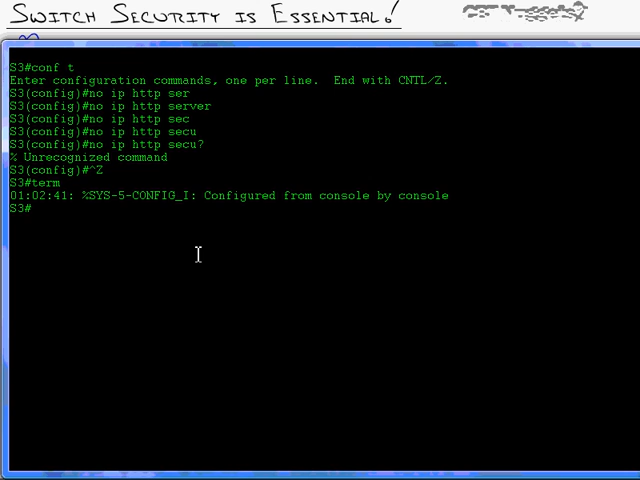 Switch Security is Essential!
S3#conf t
Enter configuration commands, one per line.  End with CNTL/Z.
S3(config)#no ip http ser
S3(config)#no ip http server
S3(config)#no ip http sec
S3(config)#no ip http secu
S3(config)#no ip http secu?
% Unrecognized command
S3(config)#^Z
S3#term
01:02:41: %SYS-5-CONFIG_I: Configured from console by console
S3#